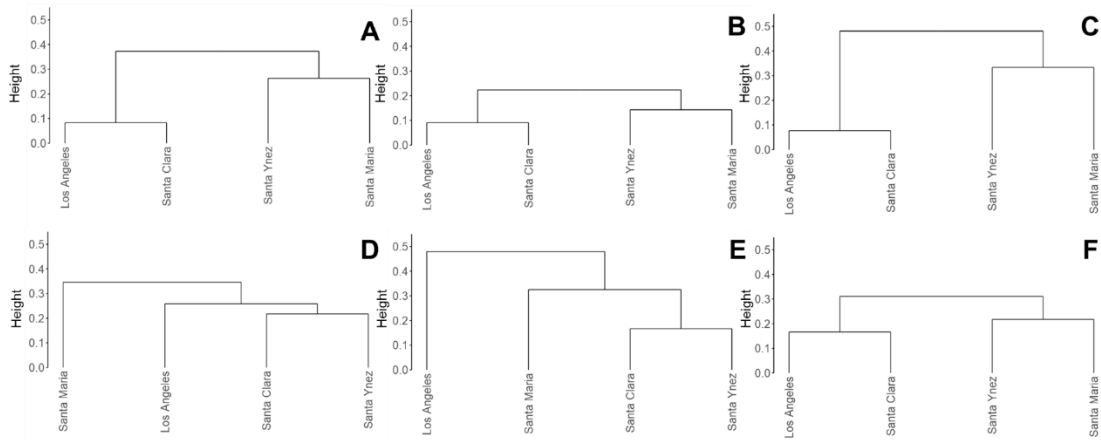 A
Height
0.5
0.4
0.3
0.2
0.1
0.0
Los Angeles
Santa Clara
Santa Ynez
Santa Maria
B
Height
0.5
0.4
0.3
0.2
0.1
0.0
Los Angeles
Santa Clara
Santa Ynez
Santa Maria
C
Height
0.5
0.4
0.3
0.2
0.1
0.0
Los Angeles
Santa Clara
Santa Ynez
Santa Maria
D
Height
0.5
0.4
0.3
0.2
0.1
0.0
Santa Maria
Los Angeles
Santa Clara
Santa Ynez
E
Height
0.5
0.4
0.3
0.2
0.1
0.0
Los Angeles
Santa Maria
Santa Clara
Santa Ynez
F
Height
0.5
0.4
0.3
0.2
0.1
0.0
Los Angeles
Santa Clara
Santa Ynez
Santa Maria